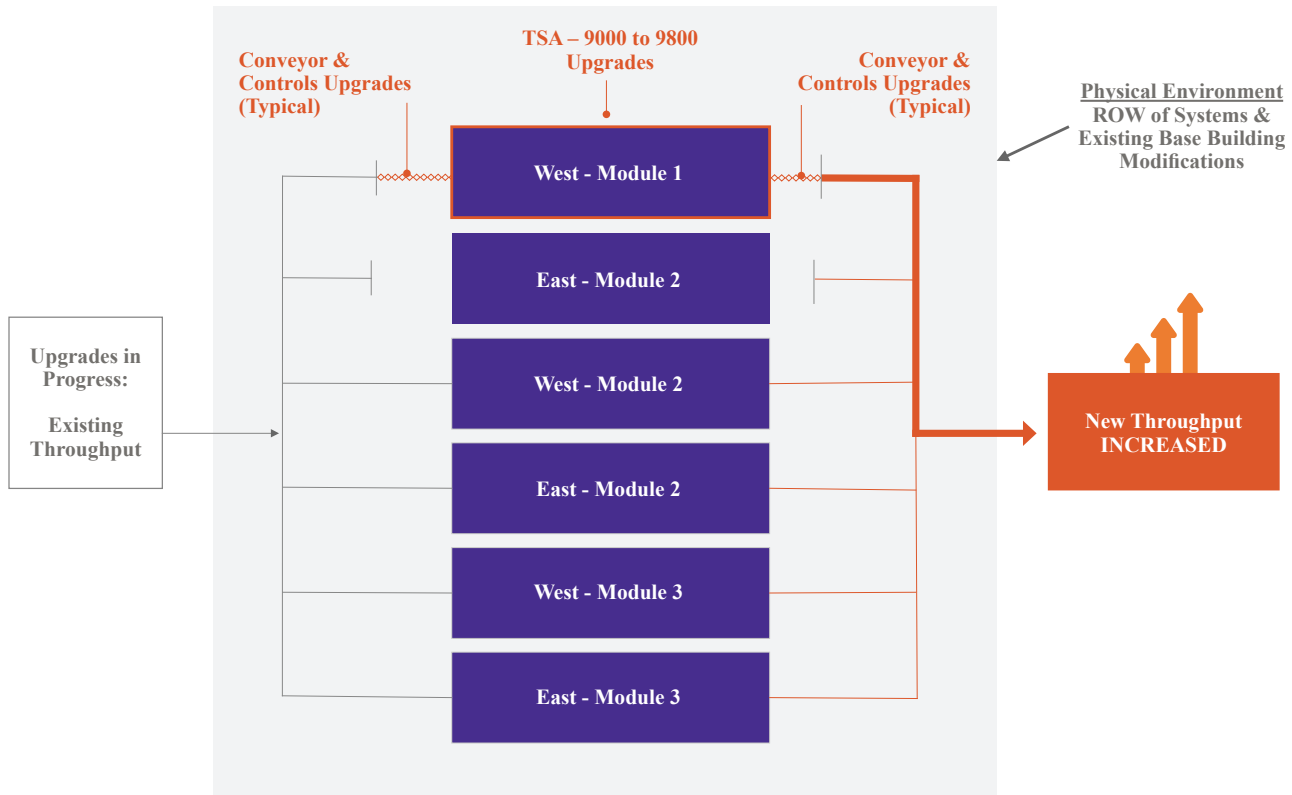 TSA – 9000 to 9800
Upgrades
Conveyor &
Controls Upgrades
(Typical)
Conveyor &
Controls Upgrades
(Typical)
Physical Environment
ROW of Systems &
Existing Base Building
Modifications
West - Module 1
East - Module 2
West - Module 2
East - Module 2
West - Module 3
East - Module 3
Upgrades in
Progress:
Existing
Throughput
New Throughput
INCREASED